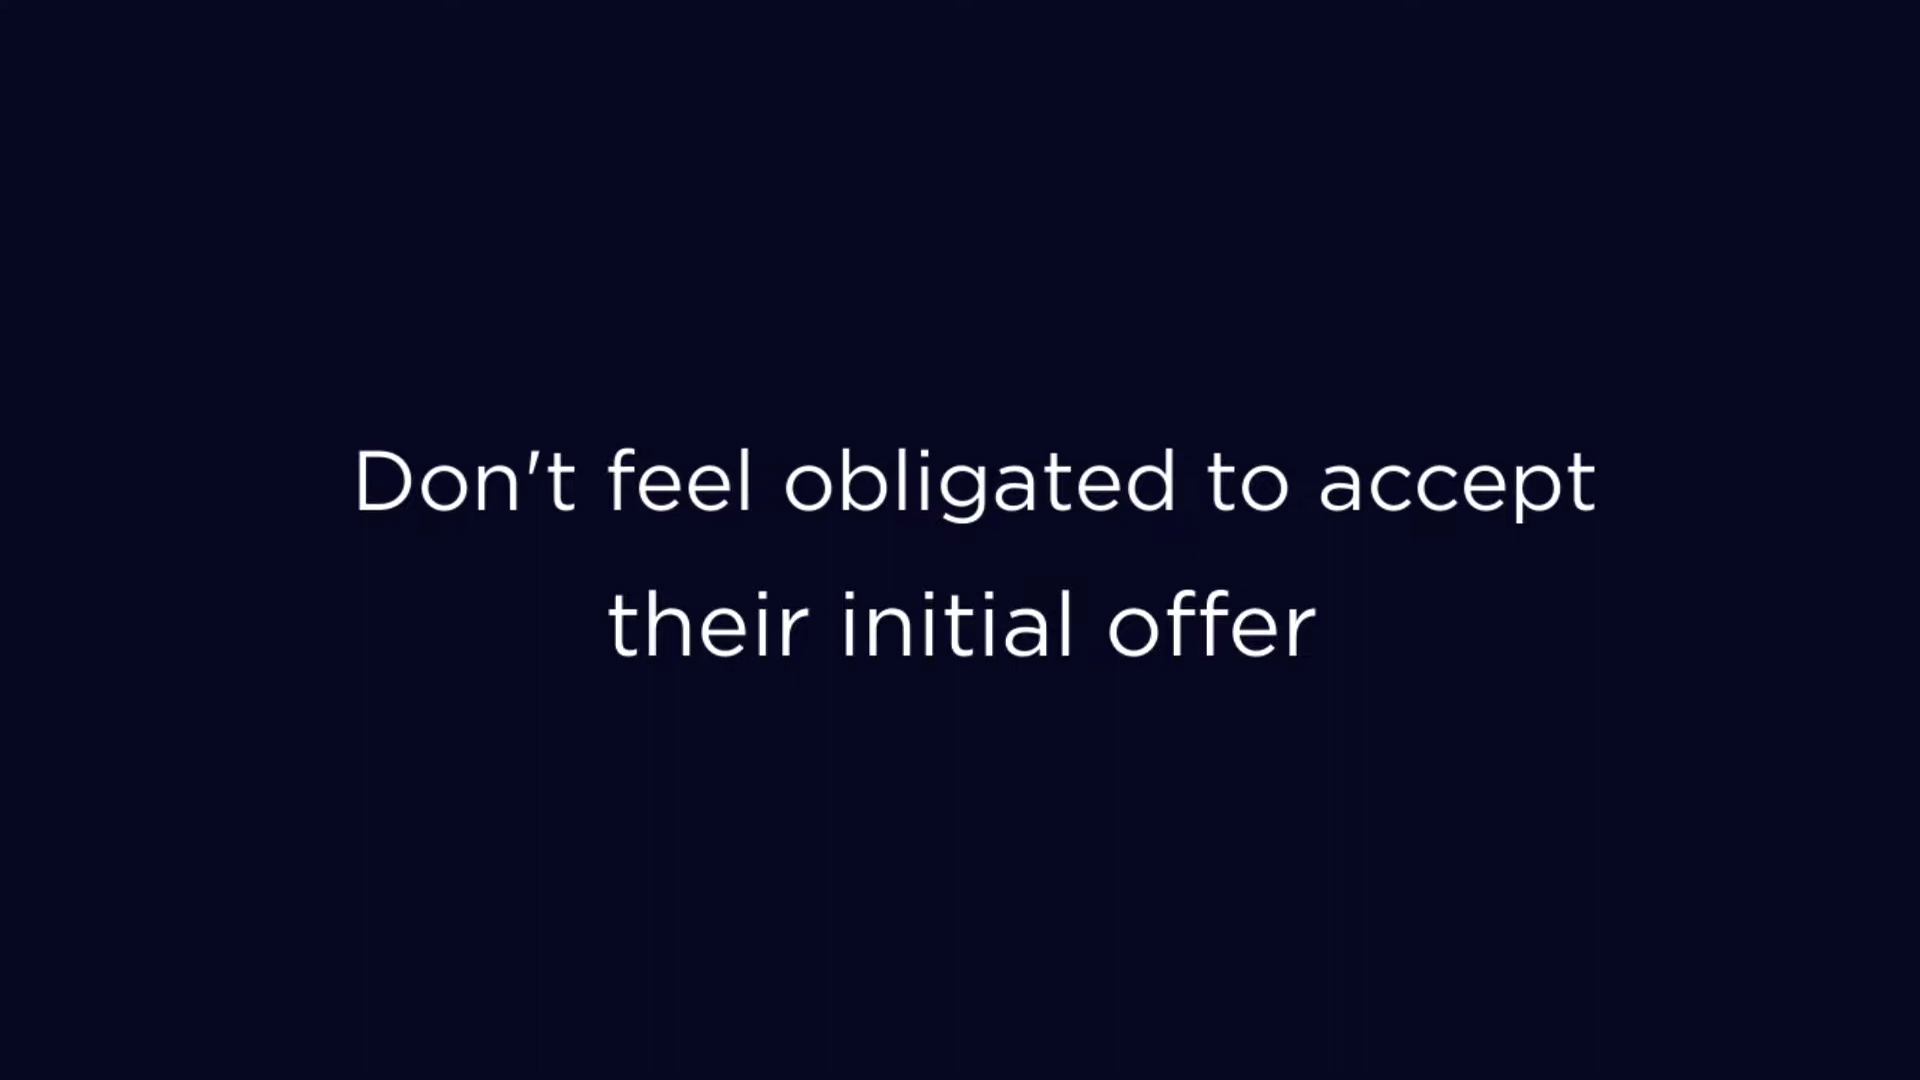 Don't feel obligated to accept
their initial offer